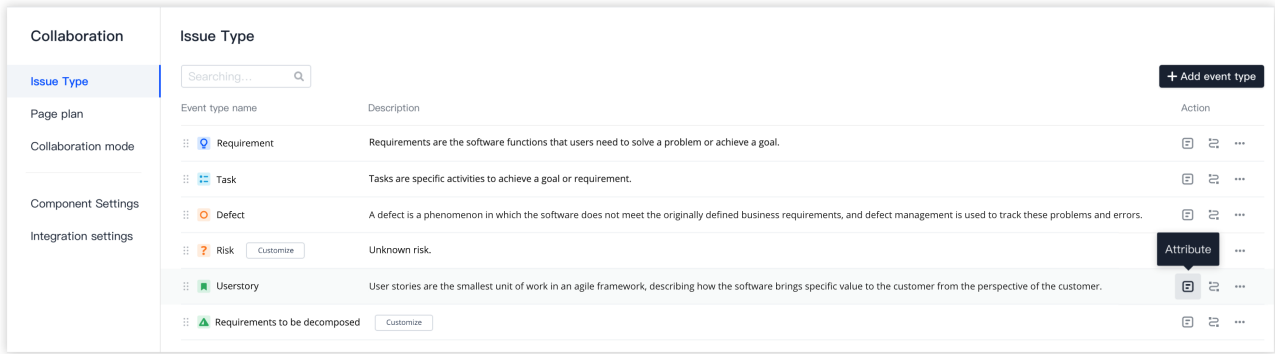 Collaboration
Issue Type
Page plan
Collaboration mode
Component Settings
Integration settings
Issue Type
Searching...
+ Add event type
Event type name Description Action
Requirement Requirements are the software functions that users need to solve a problem or achieve a goal.
Task Tasks are specific activities to achieve a goal or requirement.
Defect A defect is a phenomenon in which the software does not meet the originally defined business requirements, and defect management is used to track these problems and errors.
Risk Customize Unknown risk.
Attribute
Userstory User stories are the smallest unit of work in an agile framework, describing how the software brings specific value to the customer from the perspective of the customer.
Requirements to be decomposed Customize